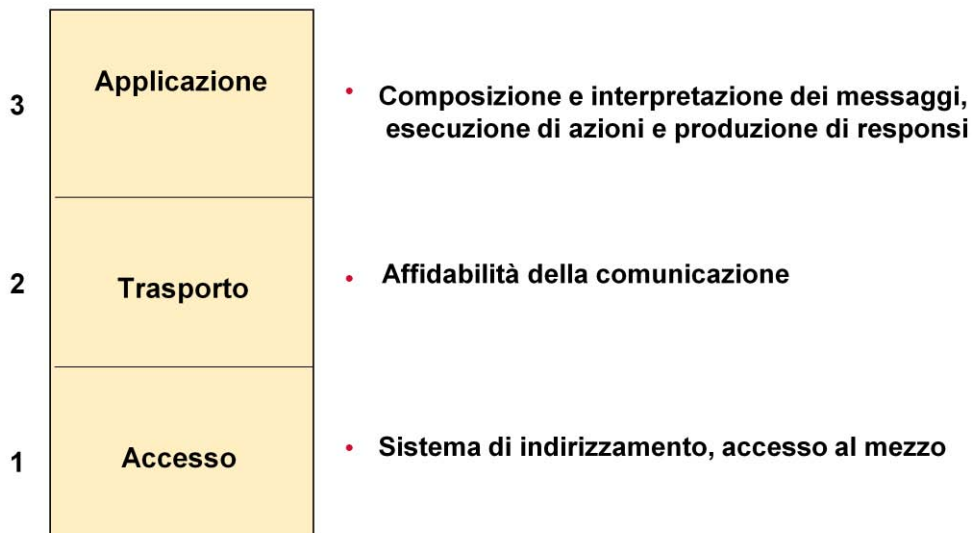 3
Applicazione
• Composizione e interpretazione dei messaggi,
esecuzione di azioni e produzione di responsi
2
Trasporto
• Affidabilità della comunicazione
1
Accesso
• Sistema di indirizzamento, accesso al mezzo